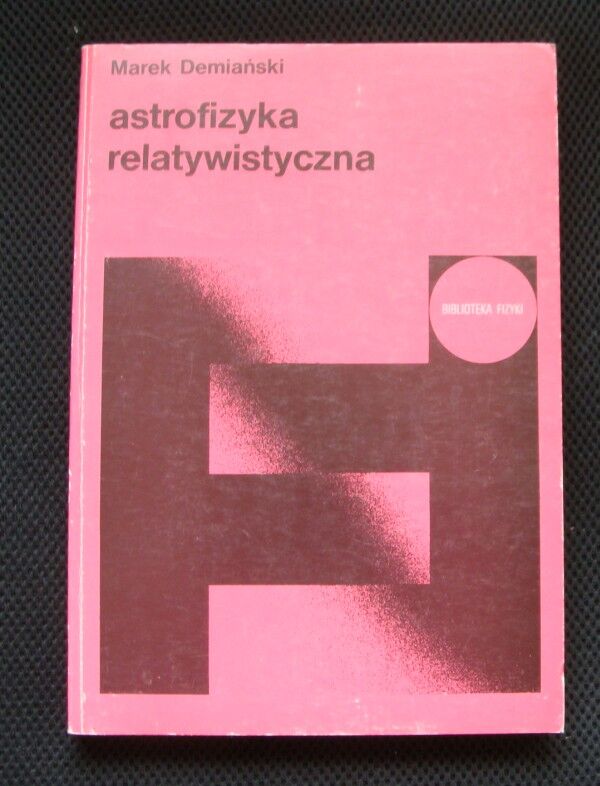 Marek Demiański
astrofizyka
relatywistyczna
BIBLIOTEKA FIZYKI